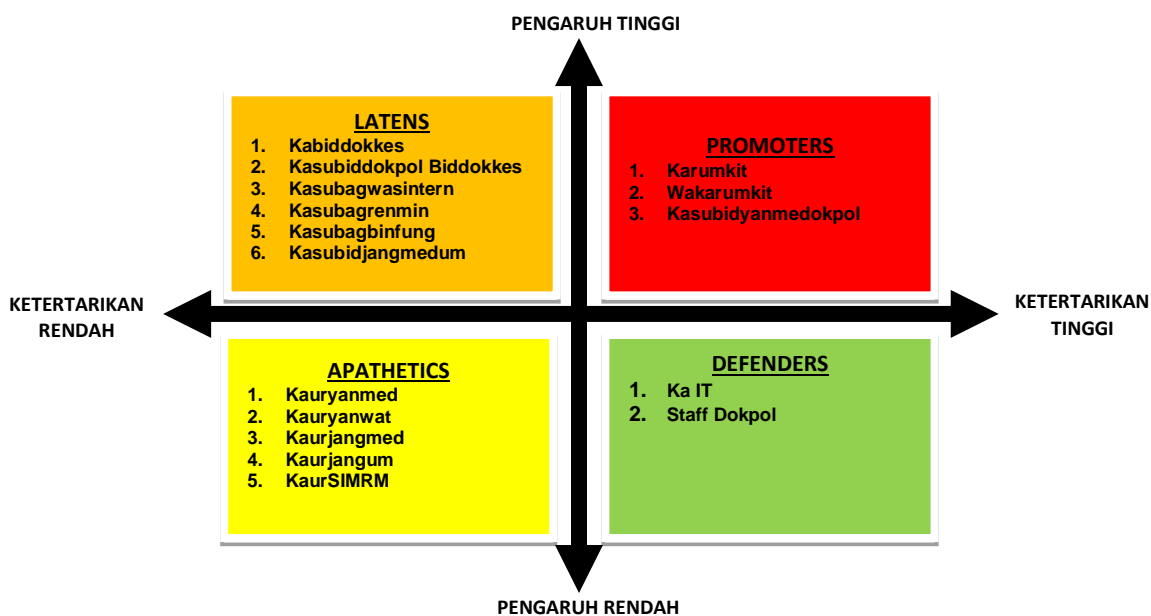 PENGARUH TINGGI
LATENS
1. Kabiddokkes
2. Kasubiddokpol Biddokkes
3. Kasubagwasintern
4. Kasubagrenmin
5. Kasubagbinfung
6. Kasubidjangmedum
PROMOTERS
1. Karumkit
2. Wakarumkit
3. Kasubidyanmedokpol
KETERTARIKAN
RENDAH
KETERTARIKAN
TINGGI
APATHETICS
1. Kauryanmed
2. Kauryanwat
3. Kaurjangmed
4. Kaurjangum
5. KaurSIMRM
DEFENDERS
1. Ka IT
2. Staff Dokpol
PENGARUH RENDAH